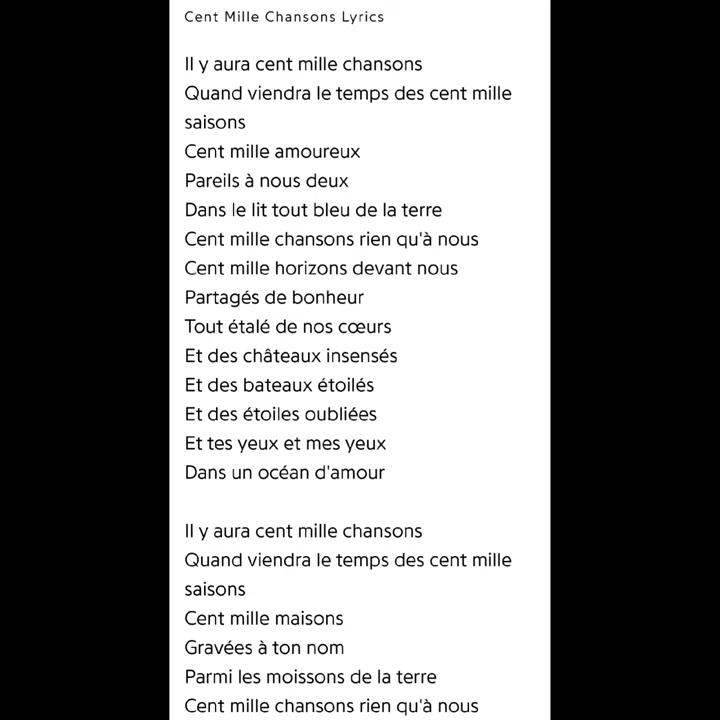 Cent Mille Chansons Lyrics
Il y aura cent mille chansons
Quand viendra le temps des cent mille
saisons
Cent mille amoureux
Pareils à nous deux
Dans le lit tout bleu de la terre
Cent mille chansons rien qu'à nous
Cent mille horizons devant nous
Partagés de bonheur
Tout étalé de nos cœurs
Et des châteaux insensés
Et des bateaux étoilés
Et des étoiles oubliées
Et tes yeux et mes yeux
Dans un océan d'amour
Il y aura cent mille chansons
Quand viendra le temps des cent mille
saisons
Cent mille maisons
Gravées à ton nom
Parmi les moissons de la terre
Cent mille chansons rien qu'à nous